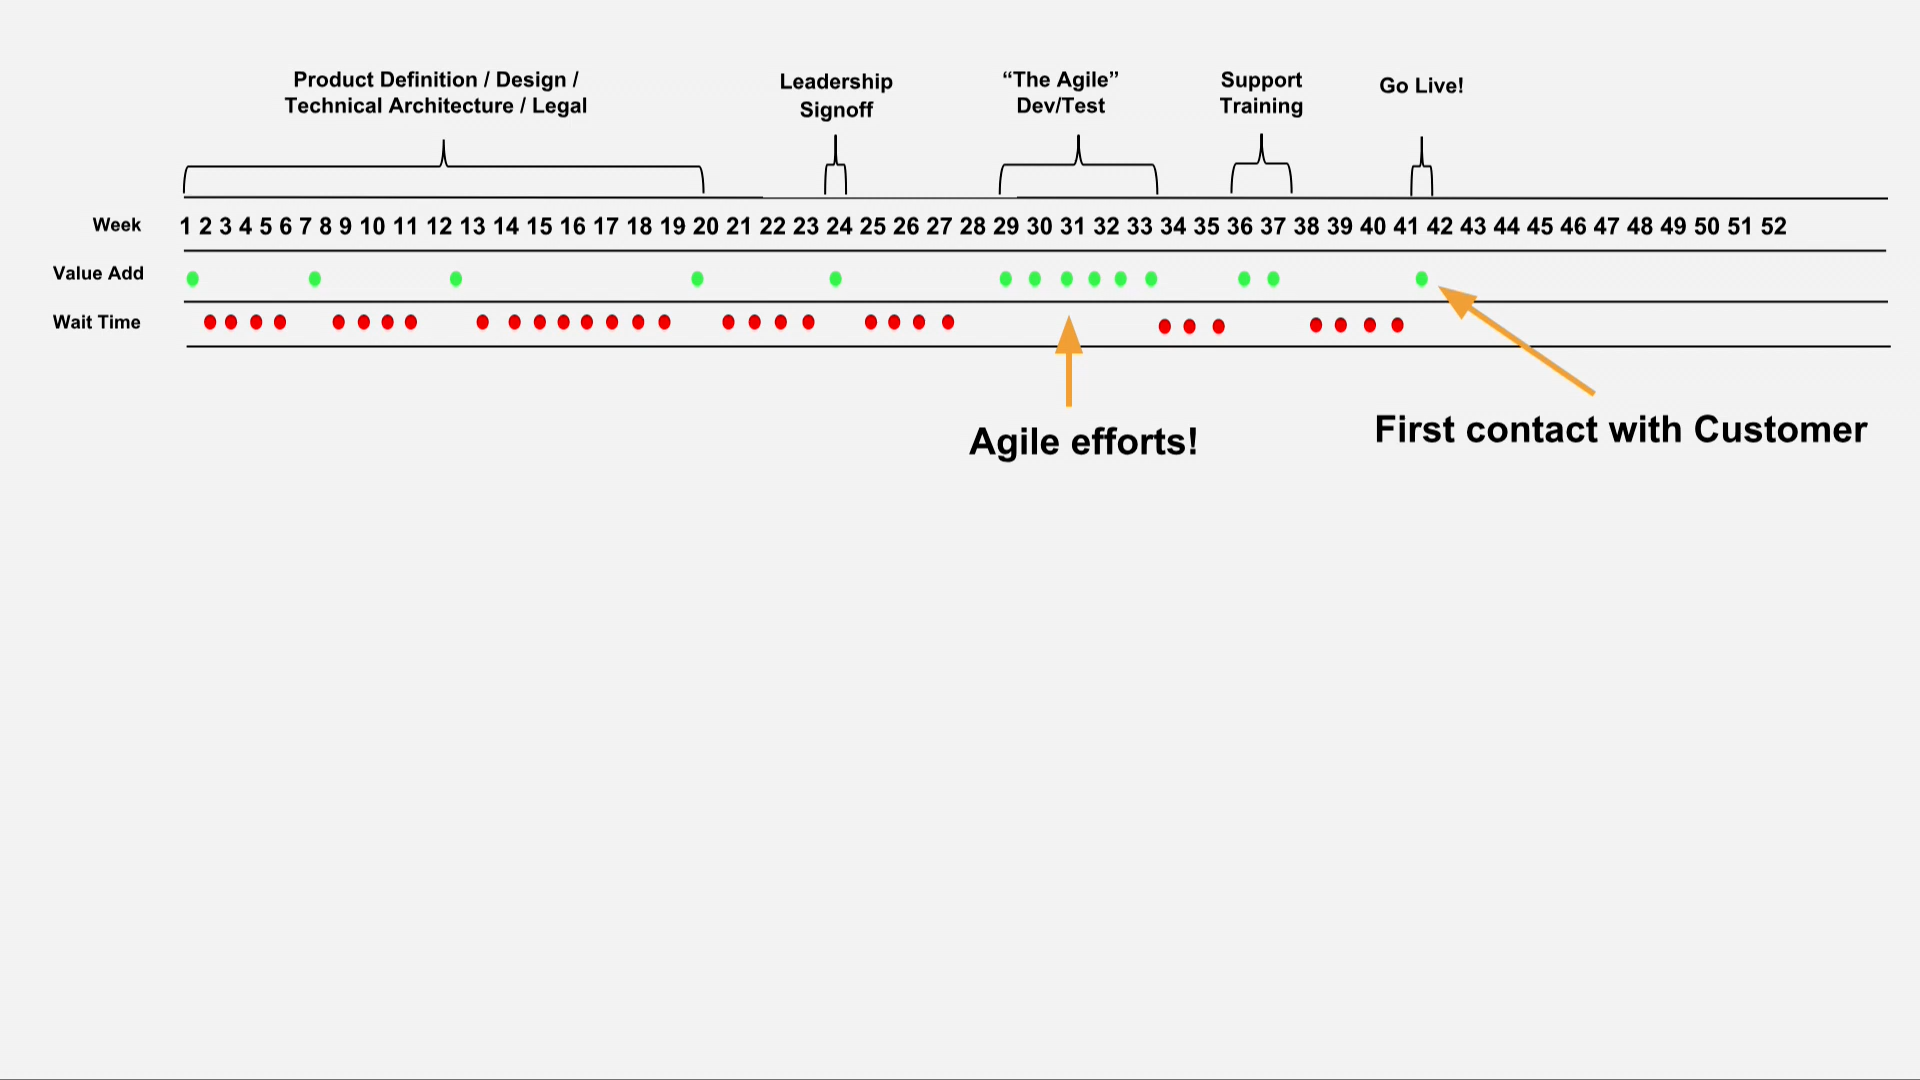 Product Definition / Design /
Technical Architecture / Legal
Leadership
Signoff
“The Agile”
Dev/Test
Support
Training
Go Live!
Week
1 2 3 4 5 6 7 8 9 10 11 12 13 14 15 16 17 18 19 20 21 22 23 24 25 26 27 28 29 30 31 32 33 34 35 36 37 38 39 40 41 42 43 44 45 46 47 48 49 50 51 52
Value Add
Wait Time
Agile efforts!
First contact with Customer